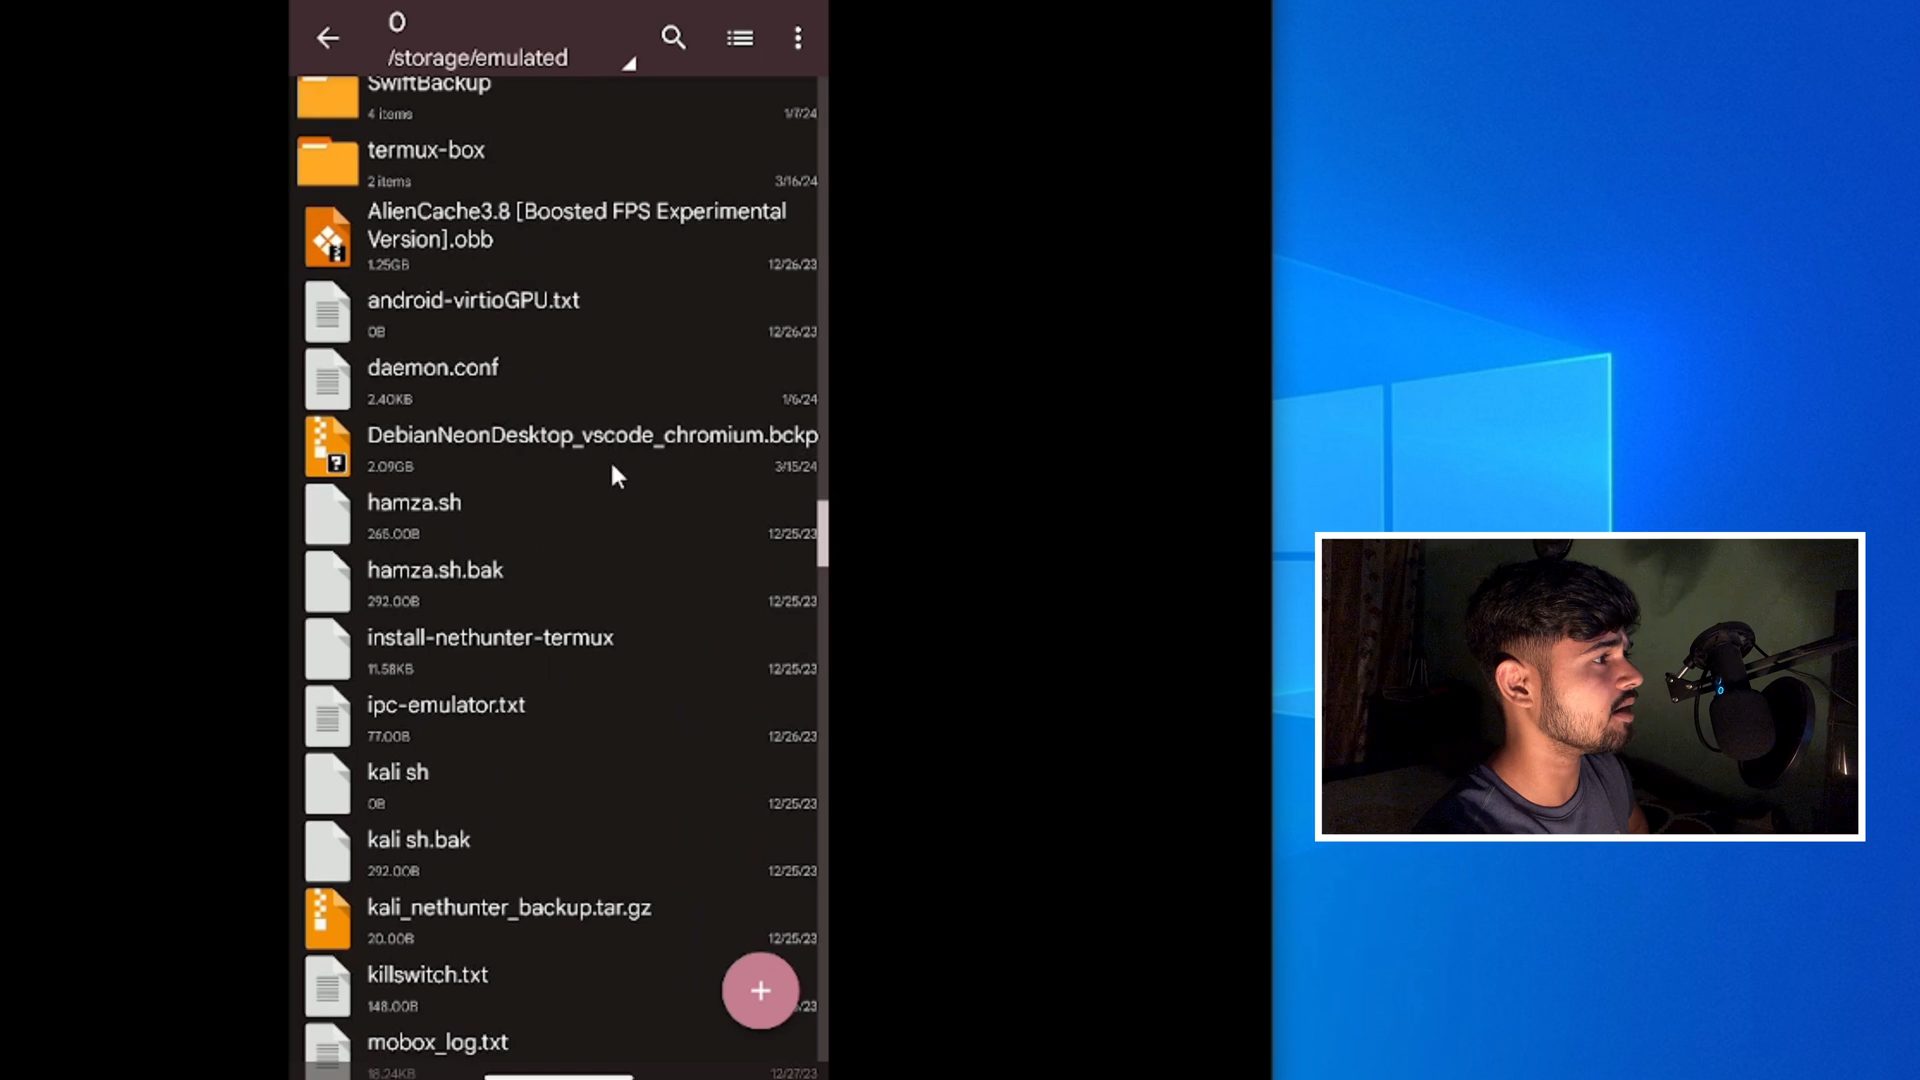 0
/storage/emulated
SwiftBackup
4 items 1/7/24
termux-box
2 items 3/16/24
AlienCache3.8 [Boosted FPS Experimental
Version].obb
1.25GB 12/26/23
android-virtioGPU.txt
0B 12/26/23
daemon.conf
2.40KB 1/6/24
DebianNeonDesktop_vscode_chromium.bckp
2.09GB 3/15/24
hamza.sh
265.00B 12/25/23
hamza.sh.bak
292.00B 12/25/23
install-nethunter-termux
11.58KB 12/25/23
ipc-emulator.txt
77.00B 12/26/23
kali sh
0B 12/25/23
kali sh.bak
292.00B 12/25/23
kali_nethunter_backup.tar.gz
20.00B 12/25/23
killswitch.txt
148.00B /23
mobox_log.txt
18.24KB 12/27/23